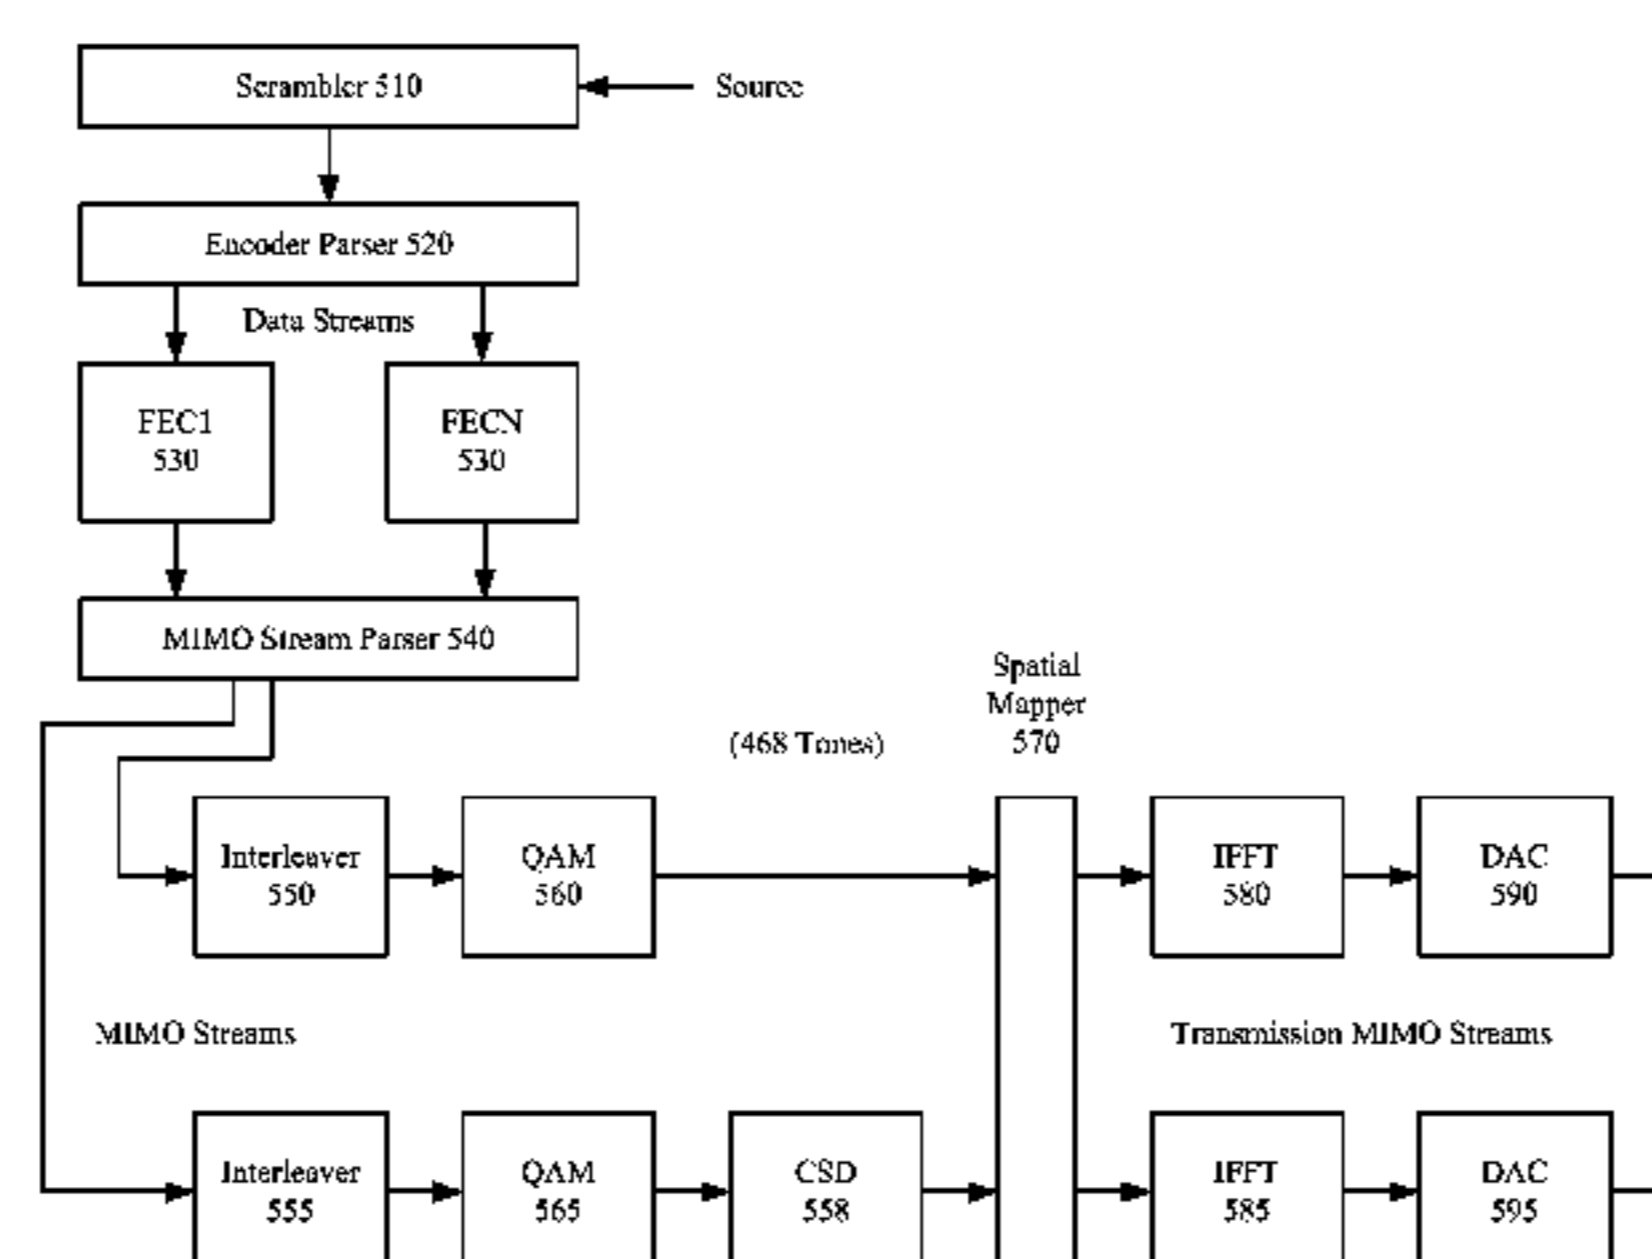 Scrambler 510
Source
Encoder Parser 520
Data Streams
FEC1
530
FECN
530
MIMO Stream Parser 540
Spatial
Mapper
570
(468 Tones)
Interleaver
550
QAM
560
IFFT
580
DAC
590
MIMO Streams
Transmission MIMO Streams
Interleaver
555
QAM
565
CSD
558
IFFT
585
DAC
595